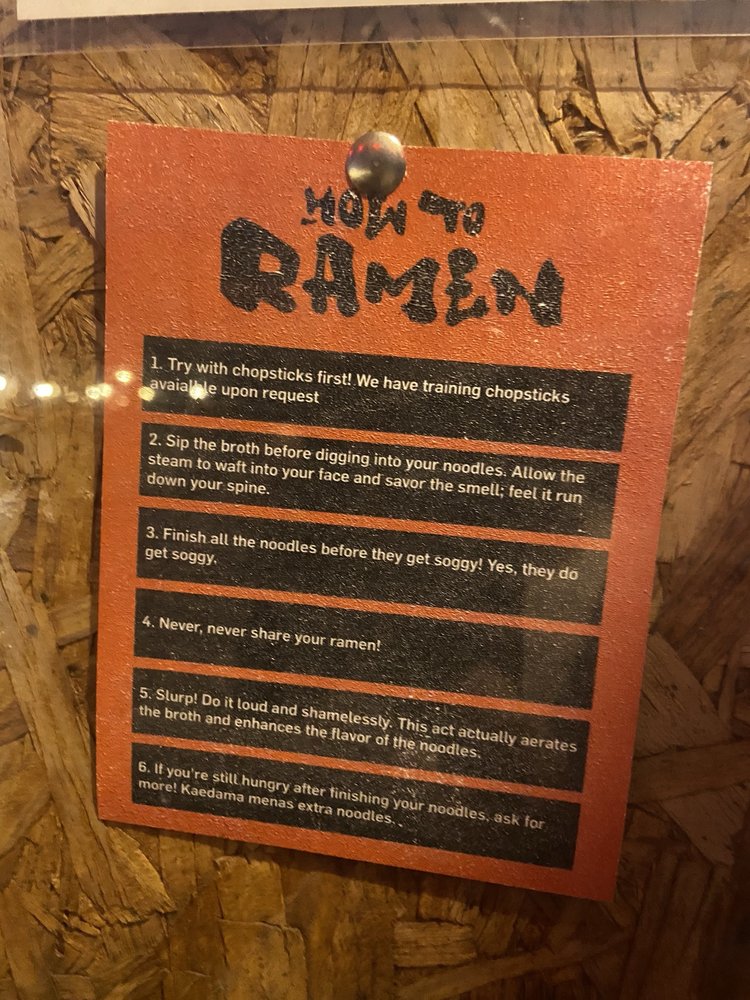 HOW TO
RAMEN
1. Try with chopsticks first! We have training chopsticks
avaialble upon request
2. Sip the broth before digging into your noodles. Allow the
steam to waft into your face and savor the smell; feel it run
down your spine.
3. Finish all the noodles before they get soggy! Yes, they do
get soggy.
4. Never, never share your ramen!
5. Slurp! Do it loud and shamelessly. This act actually aerates
the broth and enhances the flavor of the noodles.
6. If you're still hungry after finishing your noodles, ask for
more! Kaedama menas extra noodles.